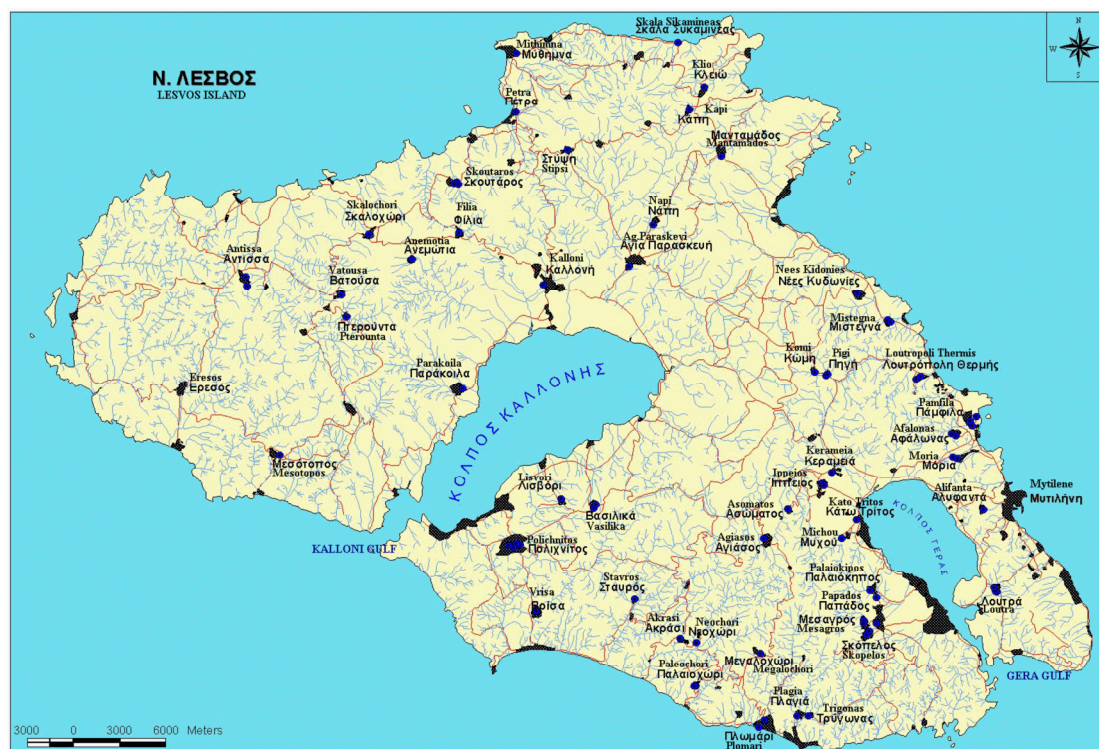 Skala Sikamineas
ΣΚΑΛΑ ΣΥΚΑΜΙΝΕΑΣ
N
W
S
Mithimna
Μύθημνα
Ν. ΛΕΣΒΟΣ
LESVOS ISLAND
Klio
Κλειώ
Petra
Πέτρα
Kapi
Κάπη
Μανταμάδος
Mantamados
Στύψη
Stipsi
Skoutaros
Σκουτάρος
Skalochori
Σκαλοχώρι
Filia
Φίλια
Napi
Νάπη
Anemotia
Ανεμώτια
Ag.Paraskevi
Αγία Παρασκευή
Antissa
Αντισσα
Kalloni
Καλλονή
Vatousa
Βατούσα
Nees Kidonies
Νέες Κυδωνίες
Πτερούντα
Pterounta
Mistegna
Μιστεγνά
Komi
Κώμη
Pigi
Πηγή
Loutropoli Thermis
Λουτρόπολη Θερμής
Parakoila
Παράκοιλα
Eresos
Ερεσος
ΚΟΛΠΟΣ ΚΑΛΛΟΝΗΣ
Pamfila
Πάμφιλα
Afalonas
Αφάλωνας
Μεσότοπος
Mesotopos
Kerameia
Κεραμειά
Moria
Μόρια
Lisvori
Λισβόρι
Ippeios
Ίππειος
Alifanta
Αλυφαντά
Mytilene
Μυτιλήνη
Βασιλικά
Vasilika
Asomatos
Ασώματος
Kato Tritos
Κάτω Τρίτος
ΚΟΛΠΟΣ ΓΕΡΑΣ
KALLONI GULF
Polichnitos
Πολιχνίτος
Agiasos
Αγιάσος
Michou
Μυχού
Palaiokipos
Παλαιόκηπος
Stavros
Σταυρός
Vrisa
Βρίσα
Papados
Παπάδος
Λουτρά
Loutra
Akrasi
Ακράσι
Neochori
Νεοχώρι
Μεσαγρός
Mesagros
Σκόπελος
Skopelos
Paleochori
Παλαιοχώρι
Μεγαλοχώρι
Megalochori
GERA GULF
Plagia
Πλαγιά
Trigonas
Τρύγωνας
Πλωμάρι
Plomari
3000 0 3000 6000 Meters